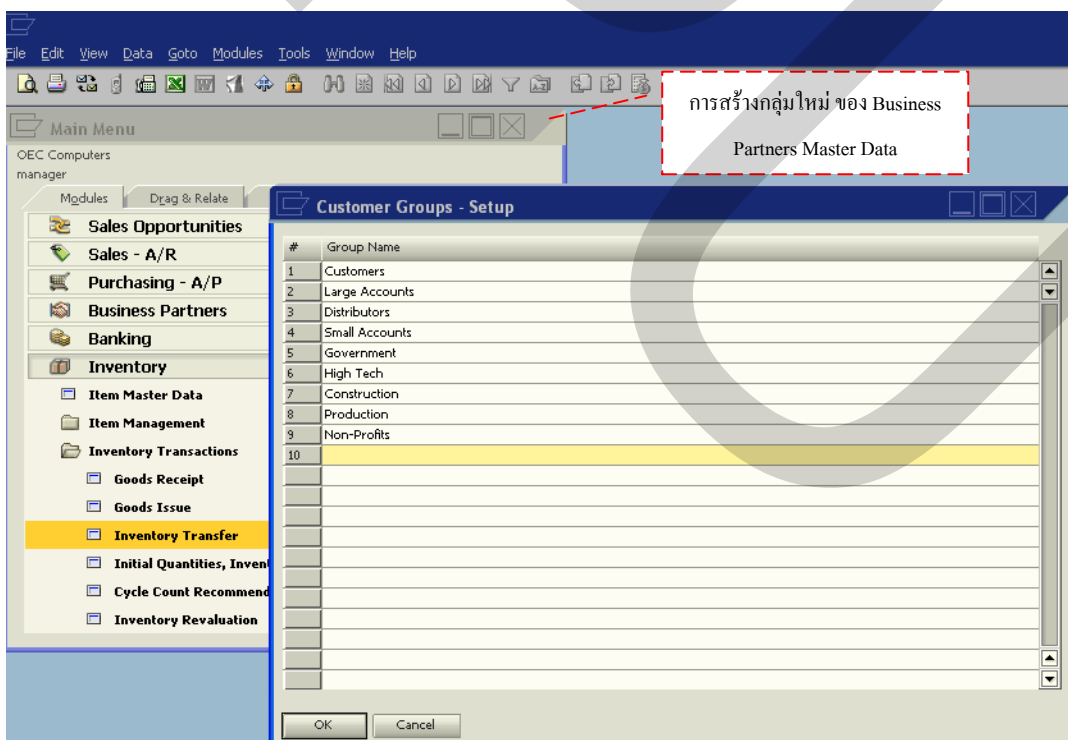 File Edit View Data Goto Modules Tools Window Help
การสร้างกลุ่มใหม่ ของ Business
Partners Master Data
Main Menu
OEC Computers
manager
Modules Drag & Relate
Sales Opportunities
Sales - A/R
Purchasing - A/P
Business Partners
Banking
Inventory
Item Master Data
Item Management
Inventory Transactions
Goods Receipt
Goods Issue
Inventory Transfer
Initial Quantities, Inven
Cycle Count Recommend
Inventory Revaluation
Customer Groups - Setup
# Group Name
1 Customers
2 Large Accounts
3 Distributors
4 Small Accounts
5 Government
6 High Tech
7 Construction
8 Production
9 Non-Profits
10
OK Cancel